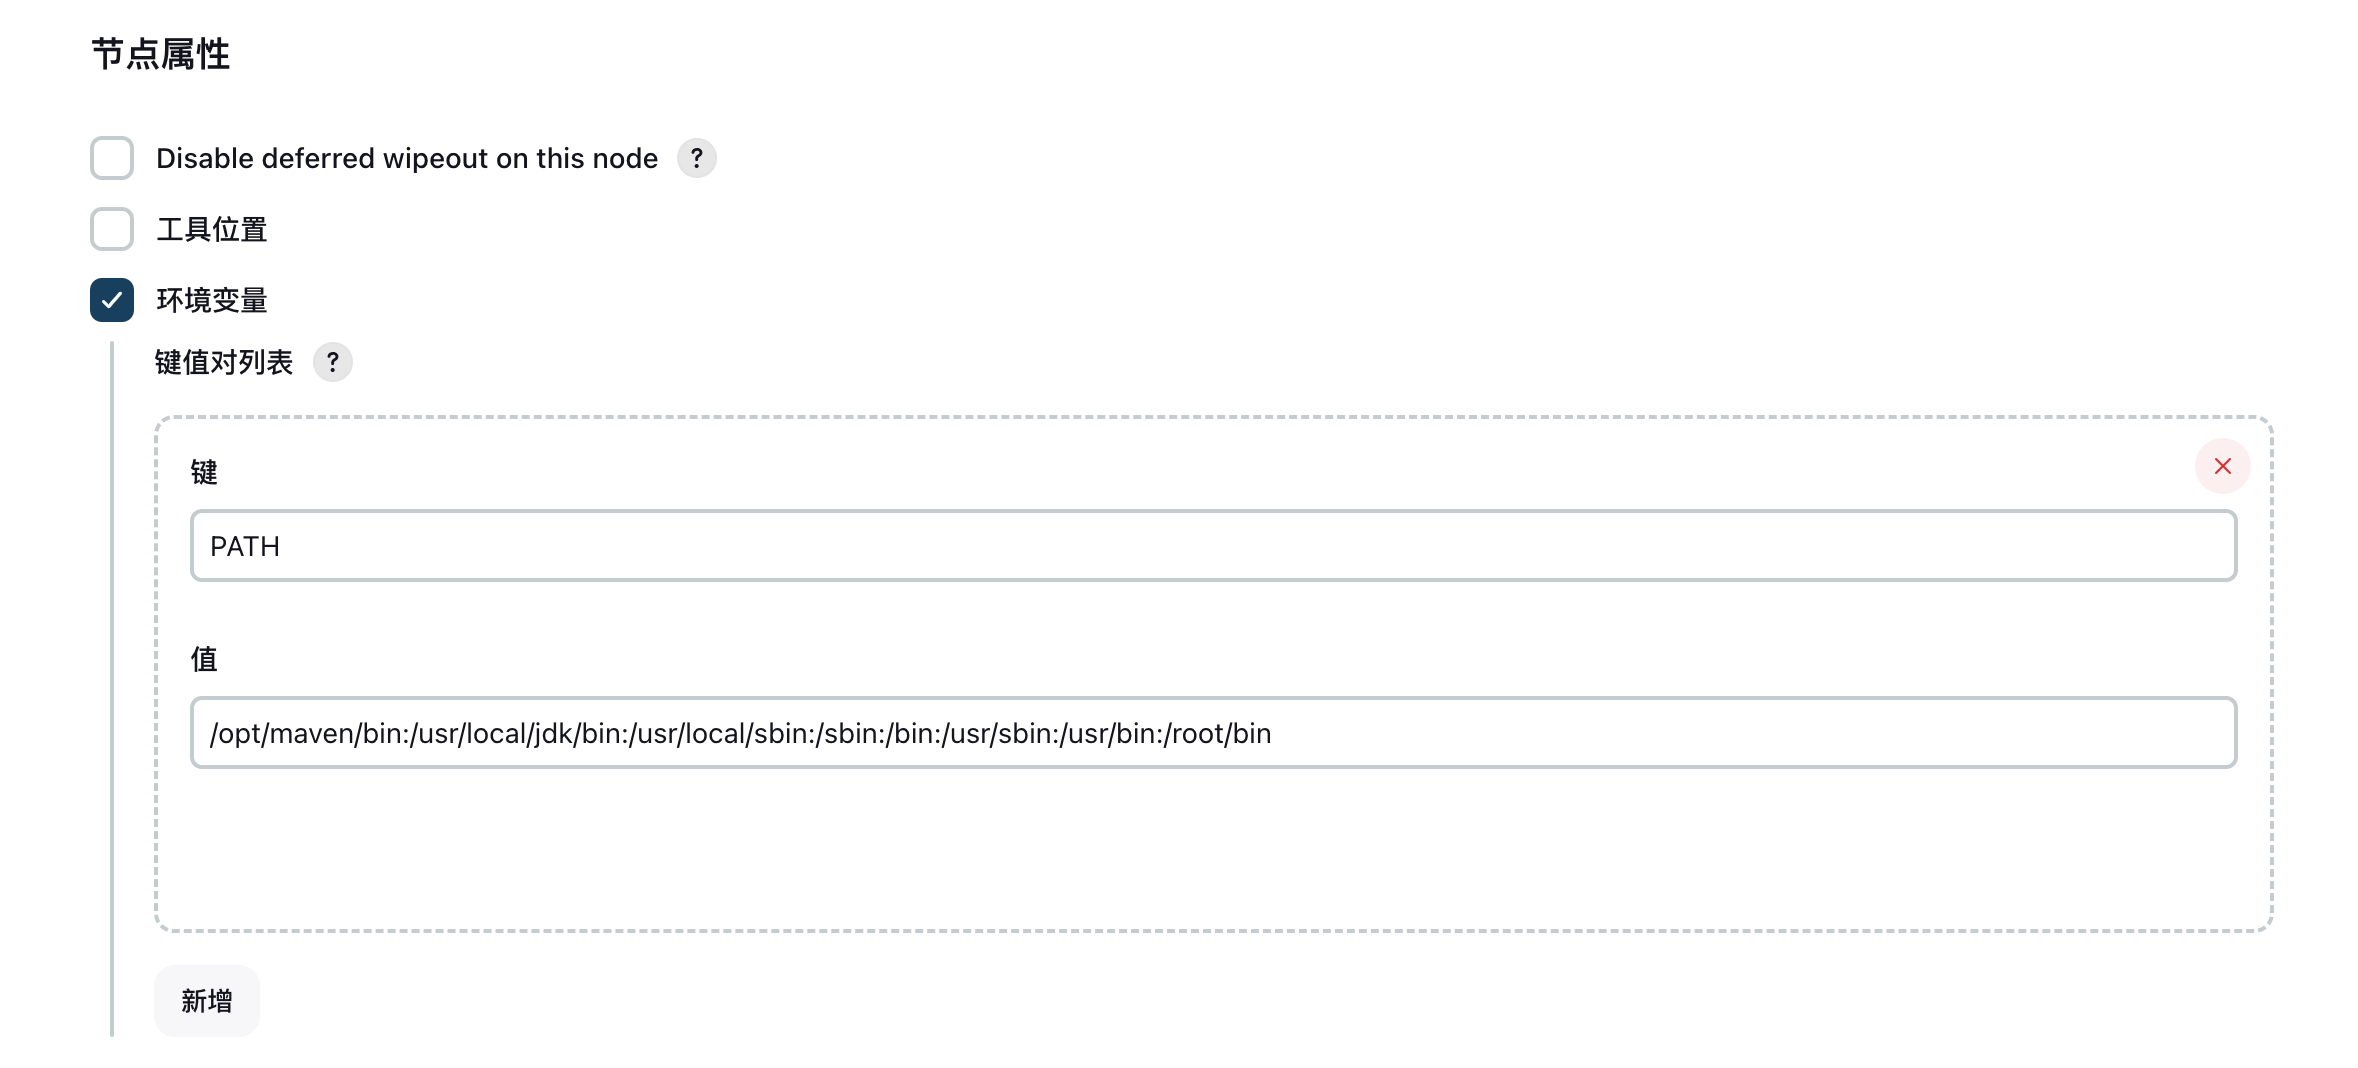 节点属性
Disable deferred wipeout on this node ?
工具位置
环境变量
键值对列表 ?
键
PATH
值
/opt/maven/bin:/usr/local/jdk/bin:/usr/local/sbin:/sbin:/bin:/usr/sbin:/usr/bin:/root/bin
新增